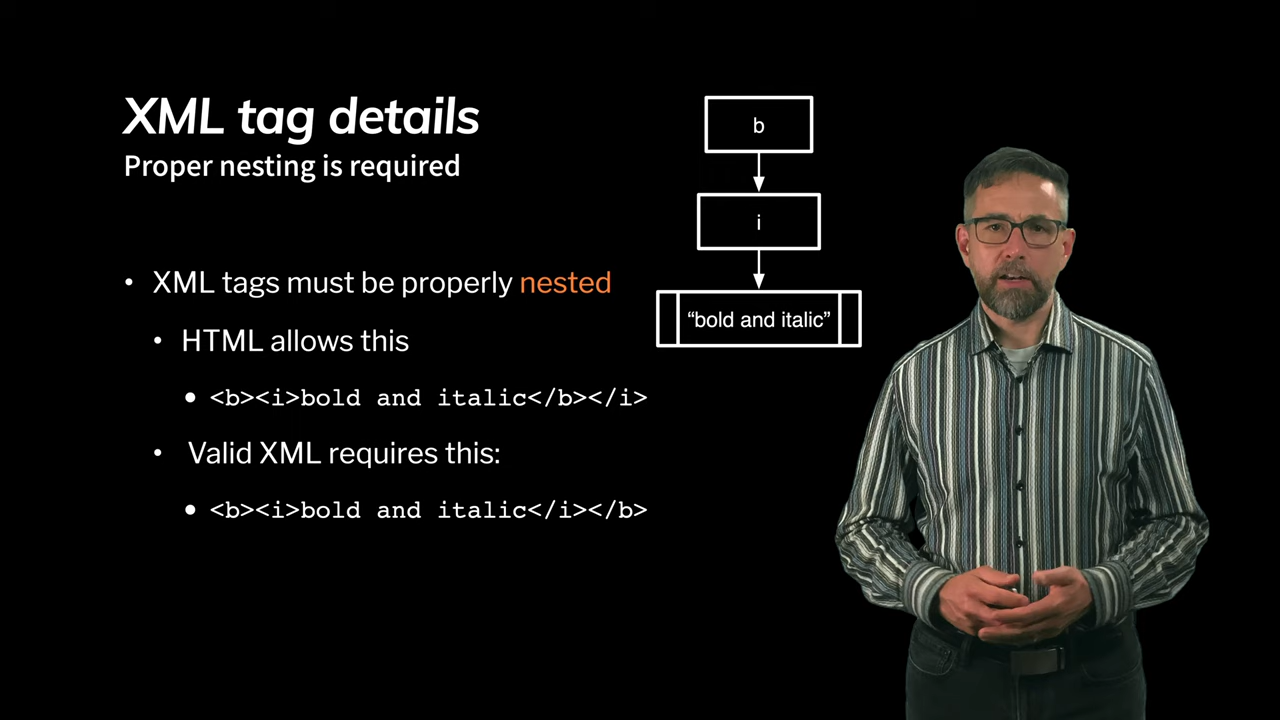 XML tag details
Proper nesting is required
• XML tags must be properly nested
• HTML allows this
• <b><i>bold and italic</b></i>
• Valid XML requires this:
• <b><i>bold and italic</i></b>
b
i
“bold and italic”